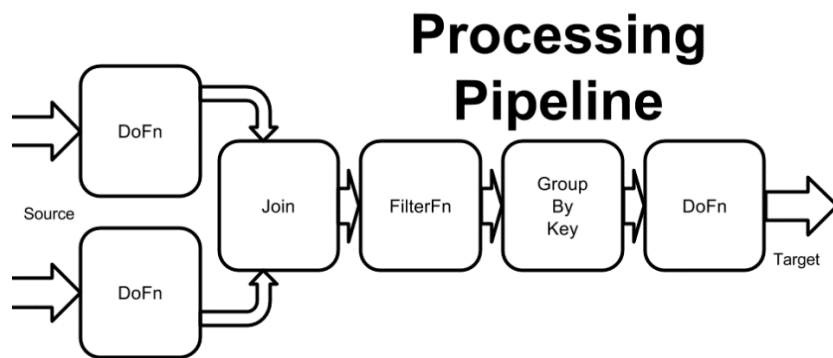 Processing
Pipeline
DoFn
Source
DoFn
Join
FilterFn
Group
By
Key
DoFn
Target